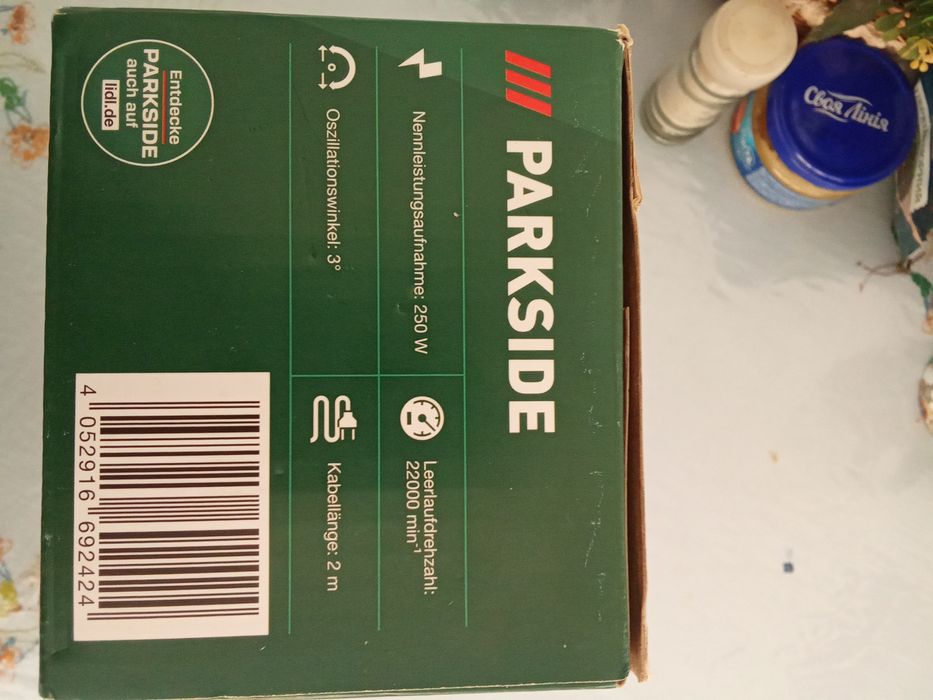 PARKSIDE
Nennleistungsaufnahme: 250 W
Leerlaufdrehzahl:
22000 min⁻¹
Oszillationswinkel: 3°
Kabellänge: 2 m
Entdecke
PARKSIDE
auch auf
lidl.de
4 052916 692424
Своя Лінія